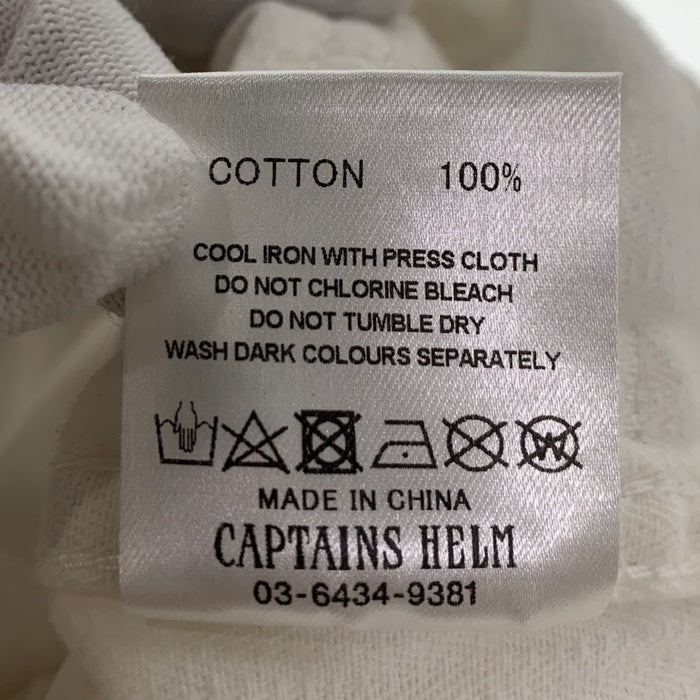 COTTON 100%
COOL IRON WITH PRESS CLOTH
DO NOT CHLORINE BLEACH
DO NOT TUMBLE DRY
WASH DARK COLOURS SEPARATELY
W
MADE IN CHINA
CAPTAINS HELM
03-6434-9381